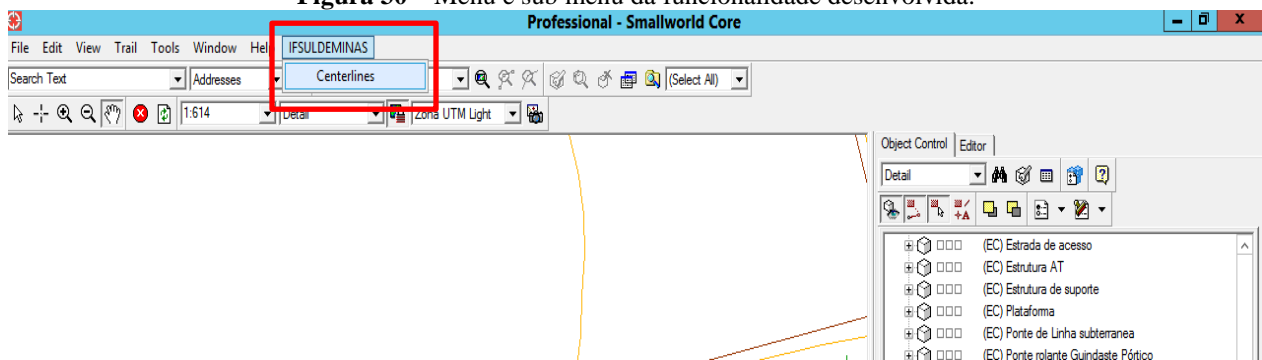 Figura 30 – Menu e sub menu da funcionalidade desenvolvida.
Professional - Smallworld Core
File Edit View Trail Tools Window Help IFSULDEMINAS
Search Text Addresses Centerlines (Select All)
1:614 Detail Zona UTM Light
Object Control Editor
Detail
(EC) Estrada de acesso
(EC) Estrutura AT
(EC) Estrutura de suporte
(EC) Plataforma
(EC) Ponte de Linha subterranea
(EC) Ponte rolante Guindaste Pórtico